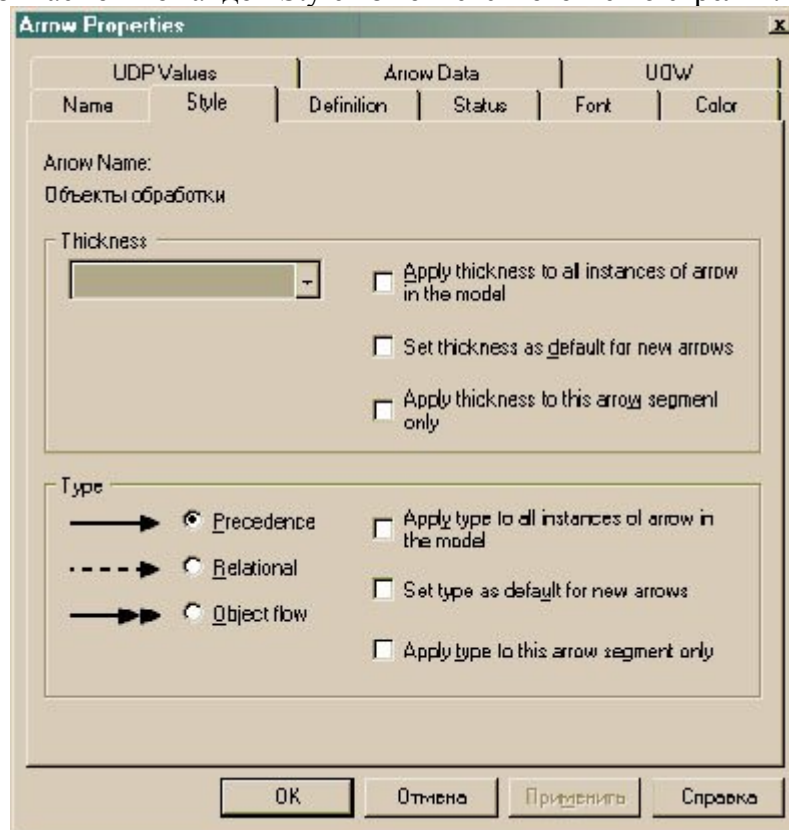 Arrow Properties
UDP Values Arrow Data UOW
Name Style Definition Status Font Color
Arrow Name:
Объекты обработки
Thickness
Apply thickness to all instances of arrow
in the model
Set thickness as default for new arrows
Apply thickness to this arrow segment
only
Type
Precedence
Relational
Object flow
Apply type to all instances of arrow in
the model
Set type as default for new arrows
Apply type to this arrow segment only
OK Отмена Применить Справка